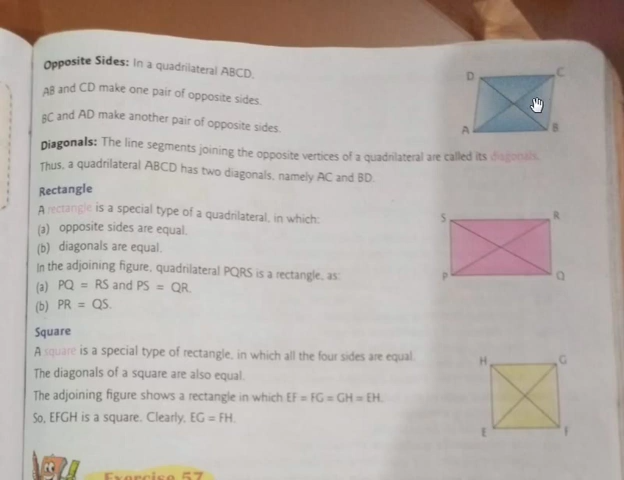 Opposite Sides: In a quadrilateral ABCD,
D C
AB and CD make one pair of opposite sides.
BC and AD make another pair of opposite sides.
A B
Diagonals: The line segments joining the opposite vertices of a quadrilateral are called its diagonals.
Thus, a quadrilateral ABCD has two diagonals, namely AC and BD.
Rectangle
A rectangle is a special type of a quadrilateral, in which:
S R
(a) opposite sides are equal.
(b) diagonals are equal.
In the adjoining figure, quadrilateral PQRS is a rectangle, as:
P Q
(a) PQ = RS and PS = QR.
(b) PR = QS.
Square
A square is a special type of rectangle, in which all the four sides are equal.
H G
The diagonals of a square are also equal.
The adjoining figure shows a rectangle in which EF = FG = GH = EH.
So, EFGH is a square. Clearly, EG = FH.
E F
Exercise 57